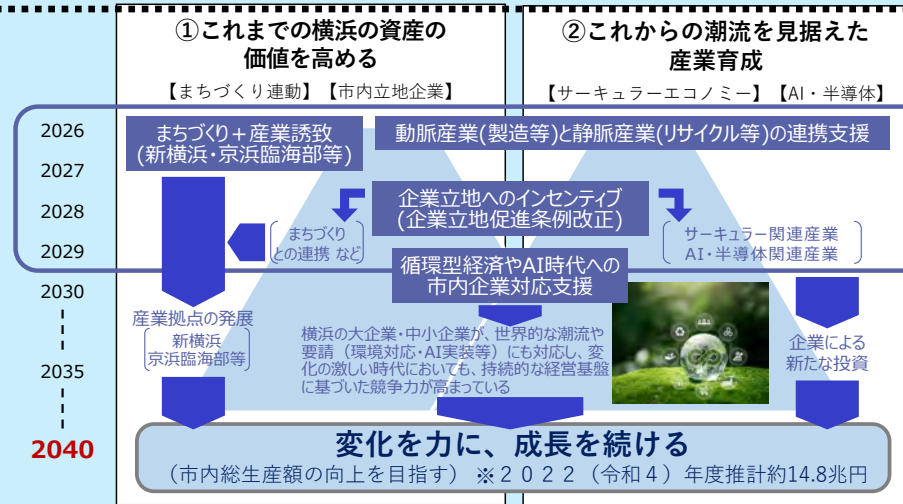 ①これまでの横浜の資産の
価値を高める
【まちづくり連動】【市内立地企業】
②これからの潮流を見据えた
産業育成
【サーキュラーエコノミー】【AI・半導体】
2026
2027
2028
2029
2030
2035
2040
まちづくり＋産業誘致
(新横浜・京浜臨海部等)
動脈産業(製造等)と静脈産業(リサイクル等)の連携支援
企業立地へのインセンティブ
(企業立地促進条例改正)
まちづくり
との連携 など
サーキュラー関連産業
AI・半導体関連産業
循環型経済やAI時代への
市内企業対応支援
産業拠点の発展
新横浜
京浜臨海部等
横浜の大企業・中小企業が、世界的な潮流や
要請（環境対応・AI実装等）にも対応し、変
化の激しい時代においても、持続的な経営基盤
に基づいた競争力が高まっている
企業による
新たな投資
変化を力に、成長を続ける
(市内総生産額の向上を目指す) ※２０２２（令和４）年度推計約14.8兆円